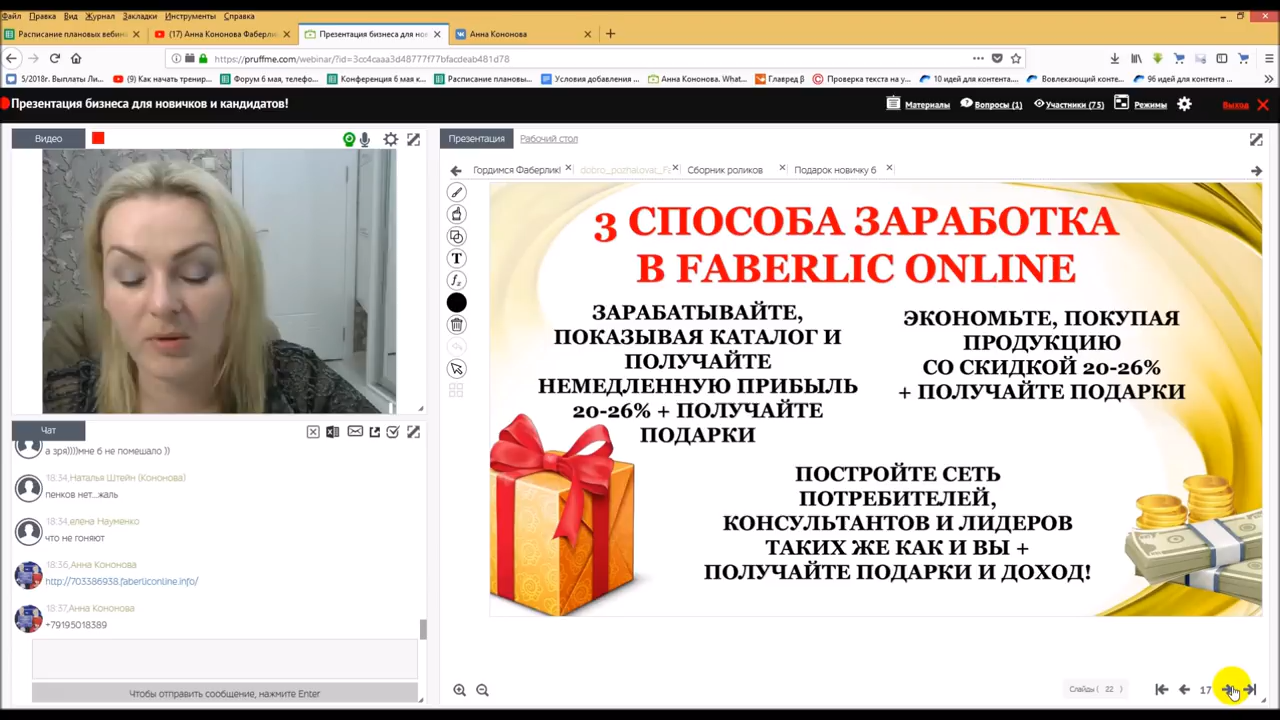 Файл Правка Вид Журнал Закладки Инструменты Справка
Расписание плановых вебина
(17) Анна Кононова Фаберли
Презентация бизнеса для нов
Анна Кононова
https://pruffme.com/webinar/?id=3cc4caaa3d48777f77bfacdeab481d78
5/2018г. Выплаты Ли...
(9) Как начать тренир...
Форум 6 мая, телефо...
Конференция 6 мая к...
Расписание плановы...
Условия добавления ...
Анна Кононова. What...
Главред β
Проверка текста на у...
10 идей для контента....
Вовлекающий контент...
96 идей для контента ...
Презентация бизнеса для новичков и кандидатов!
Материалы
Вопросы (1)
Участники (75)
Режимы
Выход
Видео
Презентация
Рабочий стол
Гордимся Фаберлик!
dobro_pozhalovat_Fa
Сборник роликов
Подарок новичку 6
3 СПОСОБА ЗАРАБОТКА
В FABERLIC ONLINE
ЗАРАБАТЫВАЙТЕ,
ПОКАЗЫВАЯ КАТАЛОГ И
ПОЛУЧАЙТЕ
НЕМЕДЛЕННУЮ ПРИБЫЛЬ
20-26% + ПОЛУЧАЙТЕ
ПОДАРКИ
ЭКОНОМЬТЕ, ПОКУПАЯ
ПРОДУКЦИЮ
СО СКИДКОЙ 20-26%
+ ПОЛУЧАЙТЕ ПОДАРКИ
ПОСТРОЙТЕ СЕТЬ
ПОТРЕБИТЕЛЕЙ,
КОНСУЛЬТАНТОВ И ЛИДЕРОВ
ТАКИХ ЖЕ КАК И ВЫ +
ПОЛУЧАЙТЕ ПОДАРКИ И ДОХОД!
Чат
а зря))))мне б не помешало ))
18:34,Наталья Штейн (Кононова)
пенков нет...жаль
18:34,елена Науменко
что не гоняют
18:36,Анна Кононова
http://703386938.faberliconline.info/
18:37,Анна Кононова
+79195018389
Чтобы отправить сообщение, нажмите Enter
Слайды ( 22 )
17